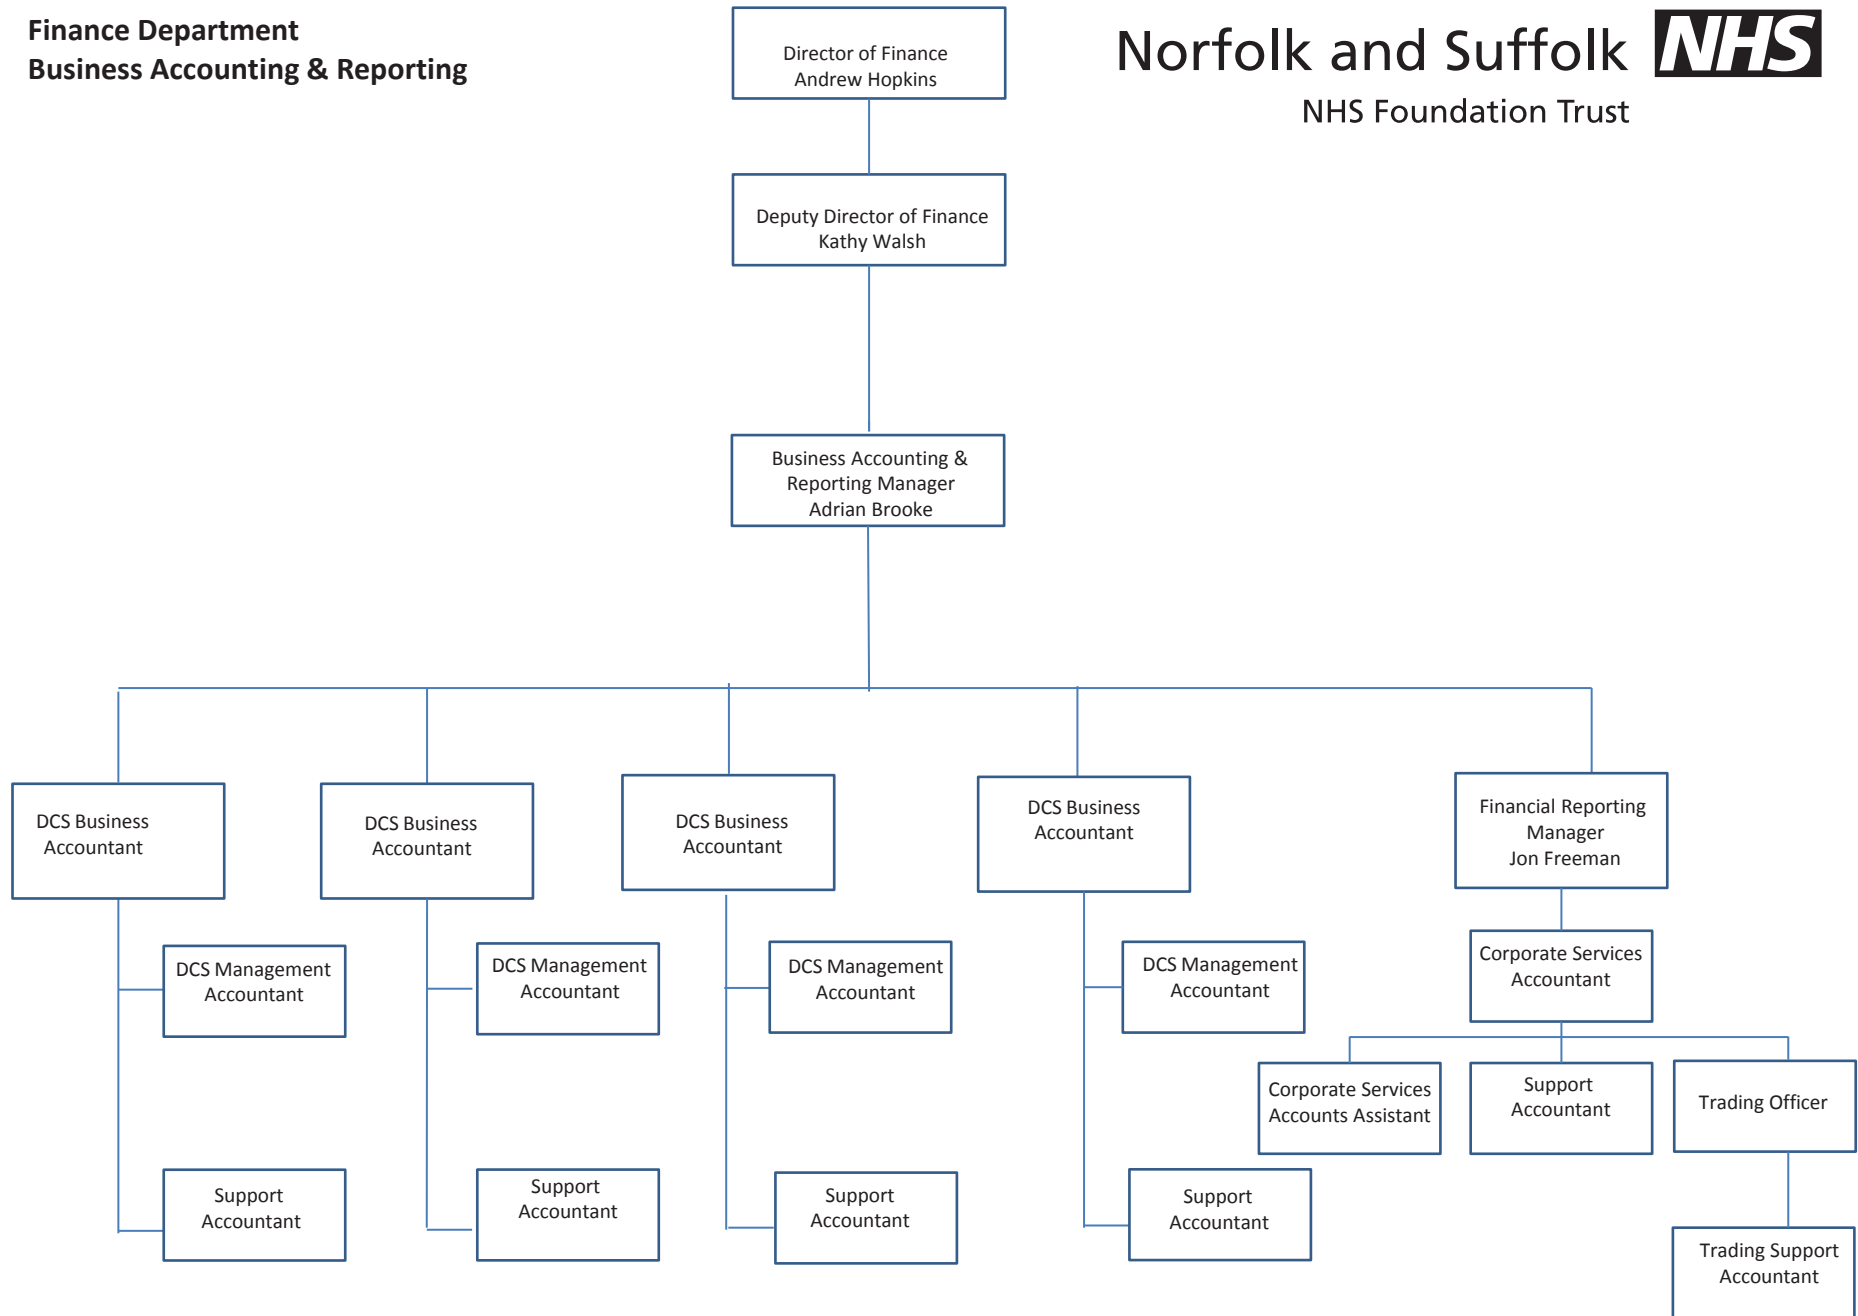 Finance Department
Business Accounting & Reporting
Norfolk and Suffolk NHS
NHS Foundation Trust
Director of Finance
Andrew Hopkins
Deputy Director of Finance
Kathy Walsh
Business Accounting &
Reporting Manager
Adrian Brooke
DCS Business
Accountant
DCS Business
Accountant
DCS Business
Accountant
DCS Business
Accountant
Financial Reporting
Manager
Jon Freeman
DCS Management
Accountant
DCS Management
Accountant
DCS Management
Accountant
DCS Management
Accountant
Corporate Services
Accountant
Corporate Services
Accounts Assistant
Support
Accountant
Trading Officer
Support
Accountant
Support
Accountant
Support
Accountant
Support
Accountant
Trading Support
Accountant